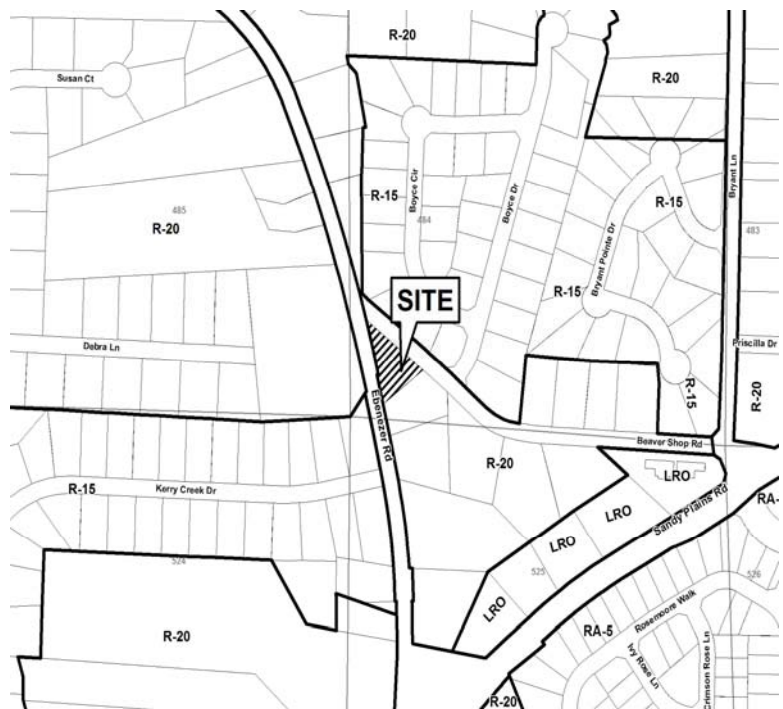 R-20
Susan Ct
R-20
Bryant Ln
R-15
Boyce Cir
484
Boyce Dr
R-15
485
R-20
Bryant Pointe Dr
483
R-15
SITE
Debra Ln
Priscilla Dr
R-15
R-20
Ebenezer Rd
Beaver Shop Rd
R-20
LRO
R-15
Kerry Creek Dr
Sandy Plains Rd
RA-
LRO
LRO
524
525
526
LRO
Rosemoore Walk
RA-5
R-20
Ivy Rose Ln
Crimson Rose Ln
R-20